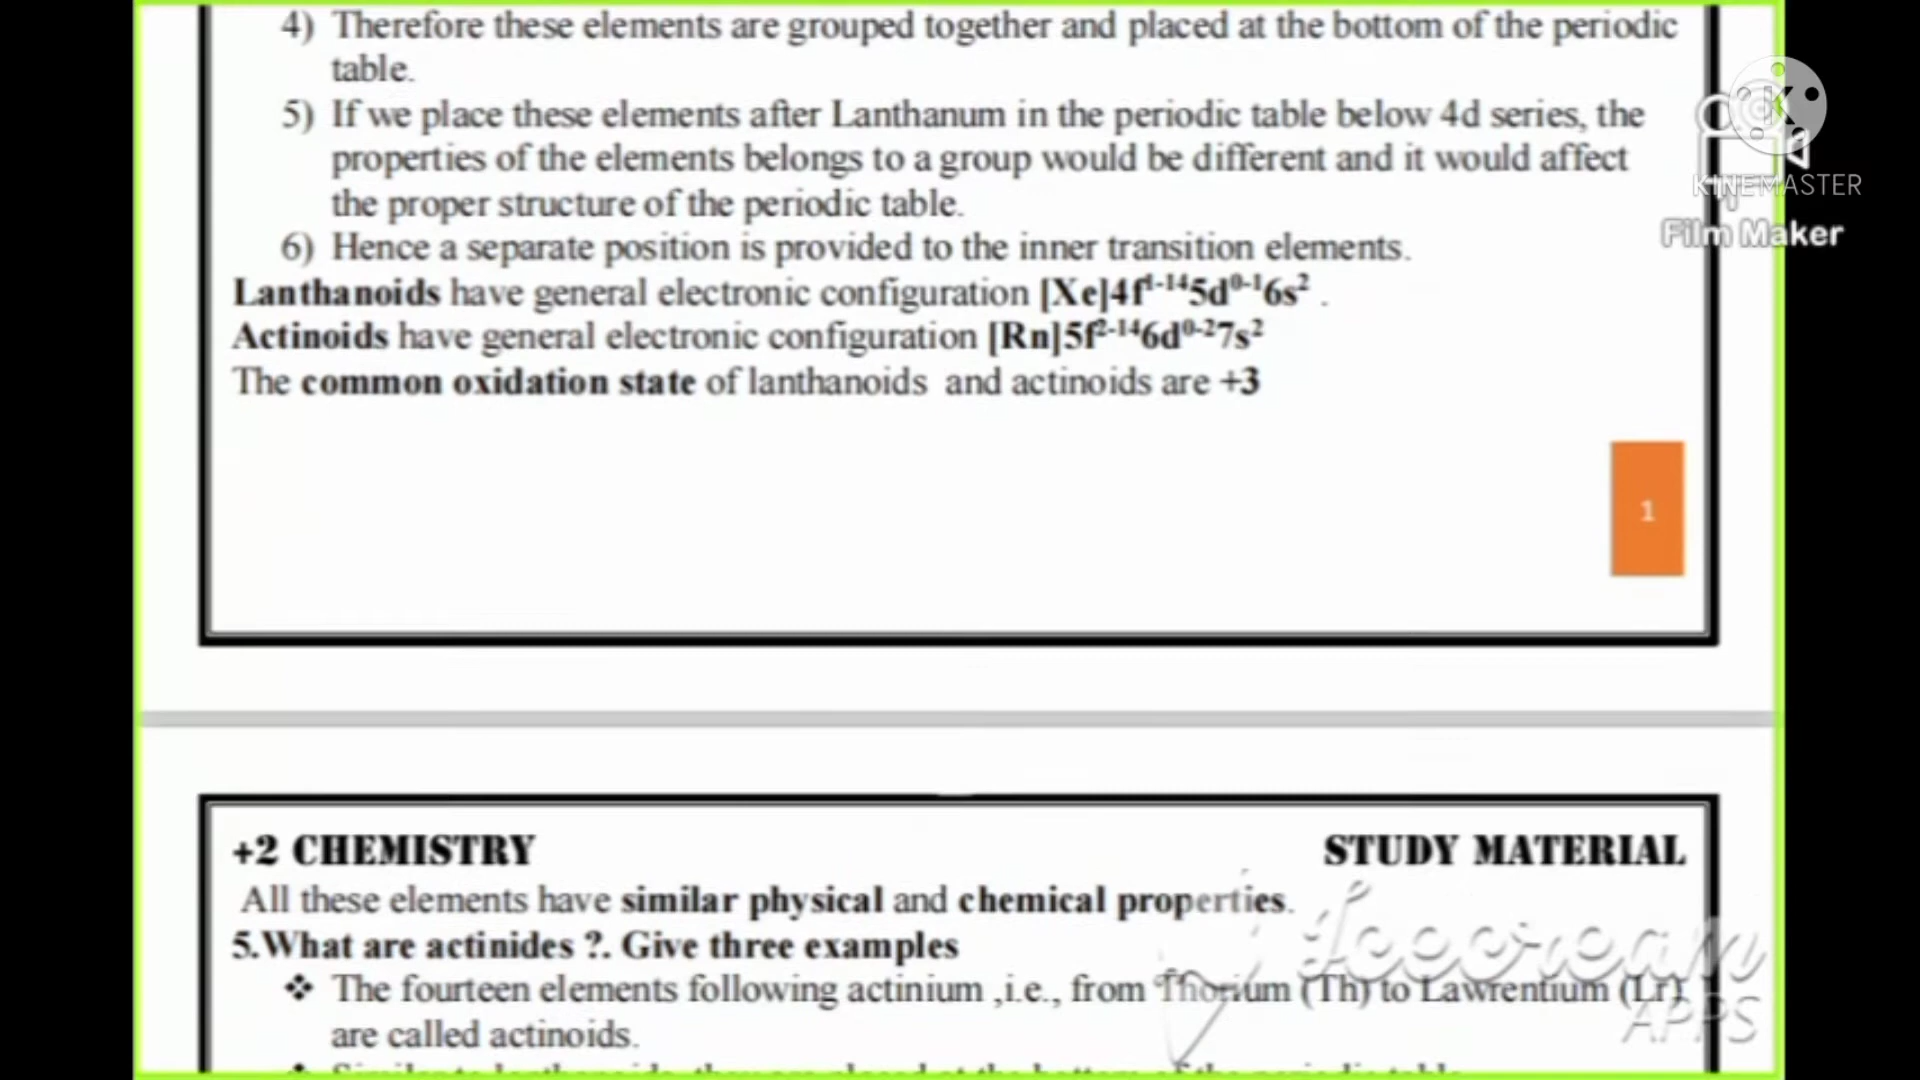 4) Therefore these elements are grouped together and placed at the bottom of the periodic
table.
5) If we place these elements after Lanthanum in the periodic table below 4d series, the
properties of the elements belongs to a group would be different and it would affect
the proper structure of the periodic table.
KINEMASTER
Film Maker
6) Hence a separate position is provided to the inner transition elements.
Lanthanoids have general electronic configuration [Xe]4f¹⁻¹⁴5d⁰⁻¹6s² .
Actinoids have general electronic configuration [Rn]5f²⁻¹⁴6d⁰⁻²7s²
The common oxidation state of lanthanoids and actinoids are +3
1
+2 CHEMISTRY STUDY MATERIAL
All these elements have similar physical and chemical properties.
5.What are actinides ?. Give three examples
❖ The fourteen elements following actinium ,i.e., from Thorium (Th) to Lawrentium (Lr)
are called actinoids.
APPS